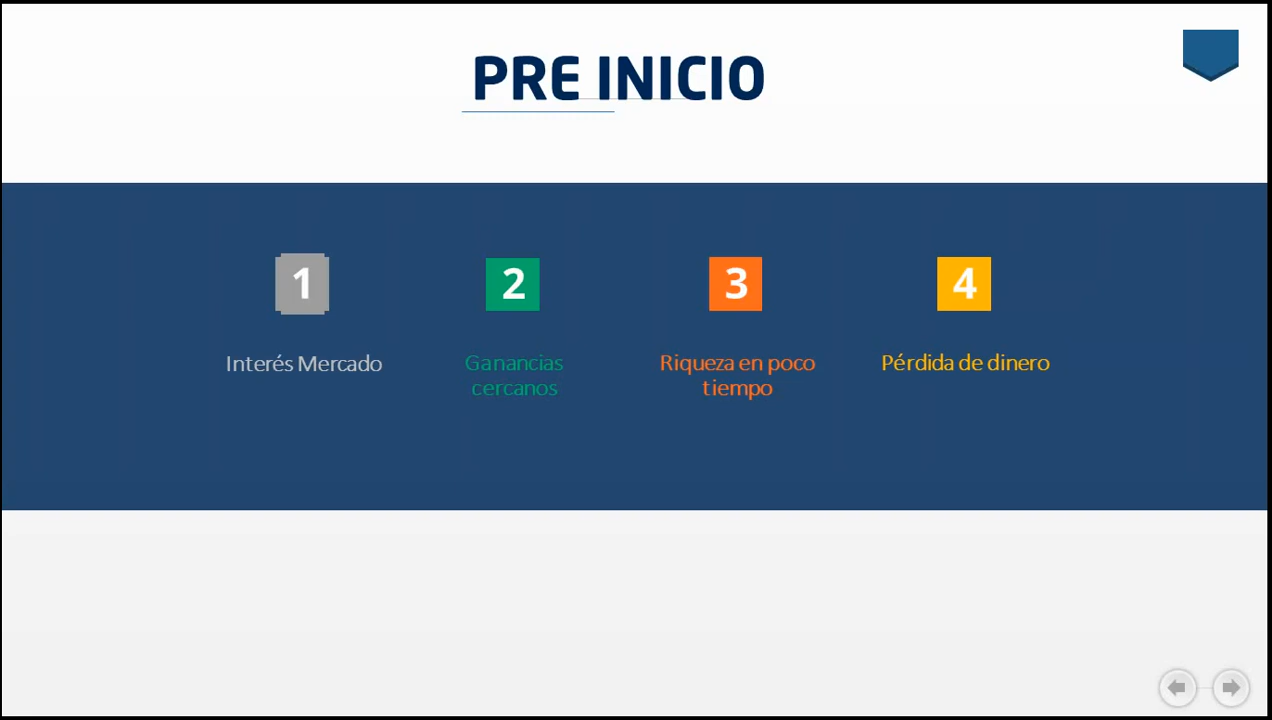 PRE INICIO
1
2
3
4
Interés Mercado
Ganancias
cercanos
Riqueza en poco
tiempo
Pérdida de dinero